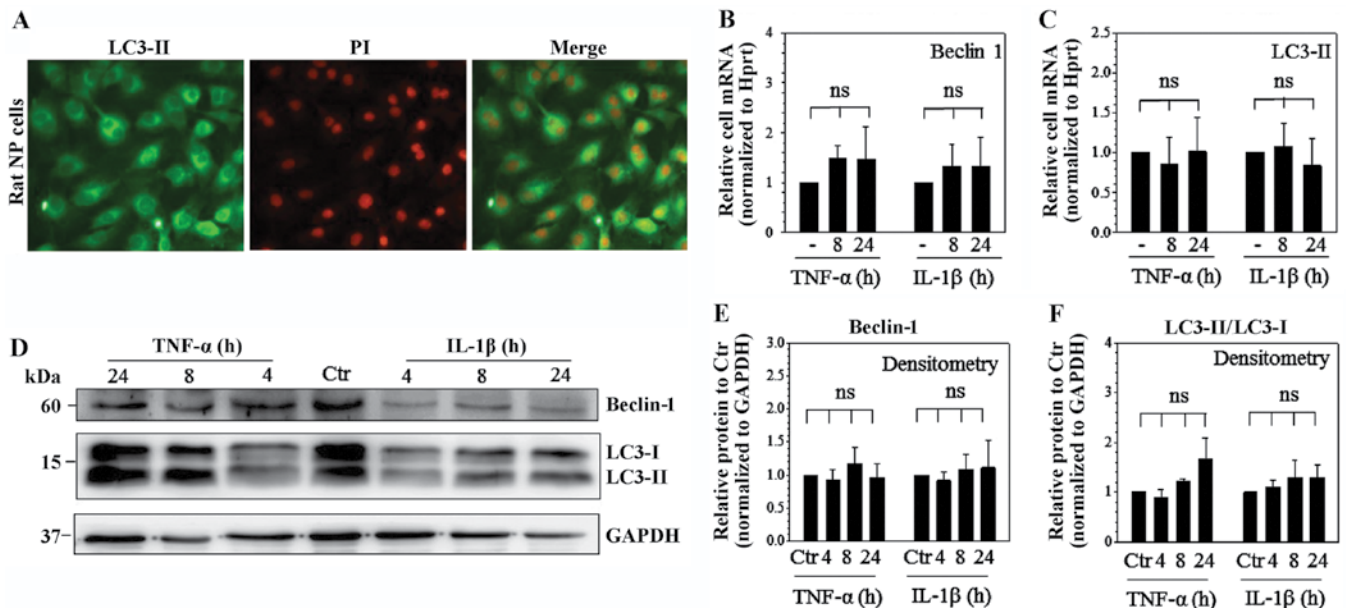 A
LC3-II PI Merge
Rat NP cells
B
Relative cell mRNA
(normalized to Hprt)
4
3
2
1
0
Beclin 1
ns ns
- 8 24 - 8 24
TNF-α (h) IL-1β (h)
C
Relative cell mRNA
(normalized to Hprt)
2.5
2.0
1.5
1.0
0.5
0.0
LC3-II
ns ns
- 8 24 - 8 24
TNF-α (h) IL-1β (h)
D
TNF-α (h) IL-1β (h)
kDa 24 8 4 Ctr 4 8 24
60 Beclin-1
LC3-I
15
LC3-II
37 GAPDH
E
Beclin-1
Relative protein to Ctr
(normalized to GAPDH)
3.0
2.5
2.0
1.5
1.0
0.5
0.0
Densitometry
ns ns
Ctr 4 8 24 Ctr 4 8 24
TNF-α (h) IL-1β (h)
F
LC3-II/LC3-I
Relative protein to Ctr
(normalized to GAPDH)
4
3
2
1
0
Densitometry
ns ns
Ctr 4 8 24 Ctr 4 8 24
TNF-α (h) IL-1β (h)